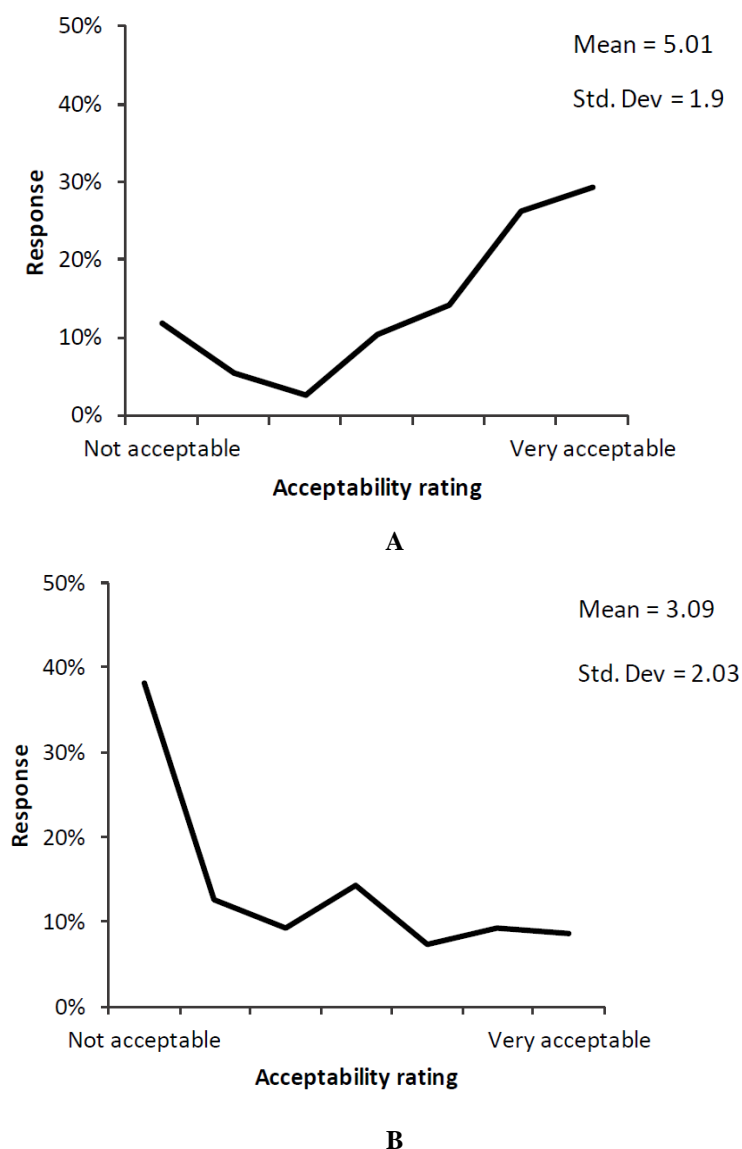 50%
Mean = 5.01
40%
Std. Dev = 1.9
30%
Response
20%
10%
0%
Not acceptable
Very acceptable
Acceptability rating
A
50%
Mean = 3.09
40%
Std. Dev = 2.03
30%
Response
20%
10%
0%
Not acceptable
Very acceptable
Acceptability rating
B